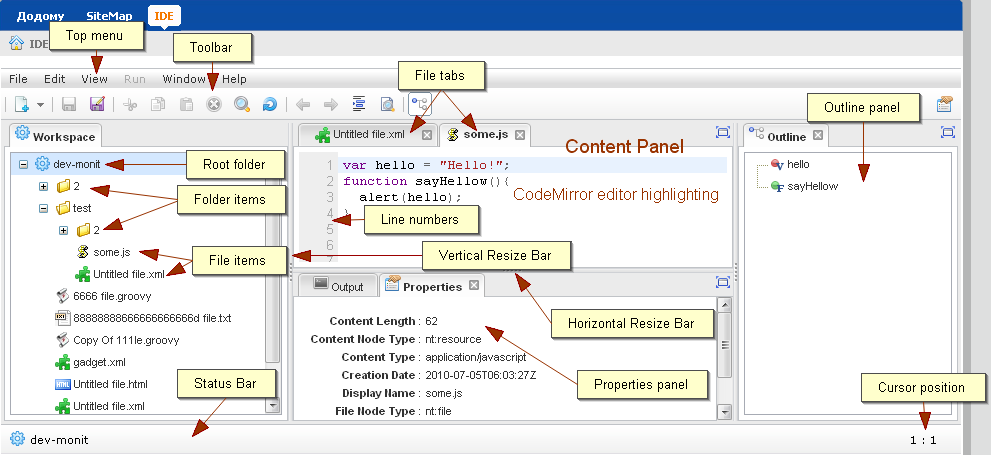 Додому SiteMap IDE
IDE
Top menu
Toolbar
File Edit View Run Window Help
File tabs
Outline panel
Workspace
Untitled file.xml
some.js
Outline
Content Panel
dev-monit
Root folder
1 var hello = "Hello!";
2 function sayHellow(){
3 alert(hello);
4 }
5
6
7
CodeMirror editor highlighting
hello
sayHellow
2
Folder items
test
2
Line numbers
some.js
File items
Vertical Resize Bar
Untitled file.xml
Output
Properties
6666 file.groovy
88888888666666666666d file.txt
Copy Of 111le.groovy
gadget.xml
Untitled file.html
Untitled file.xml
Horizontal Resize Bar
Content Length : 62
Content Node Type : nt:resource
Content Type : application/javascript
Creation Date : 2010-07-05T06:03:27Z
Display Name : some.js
File Node Type : nt:file
Properties panel
Status Bar
Cursor position
dev-monit
1 : 1